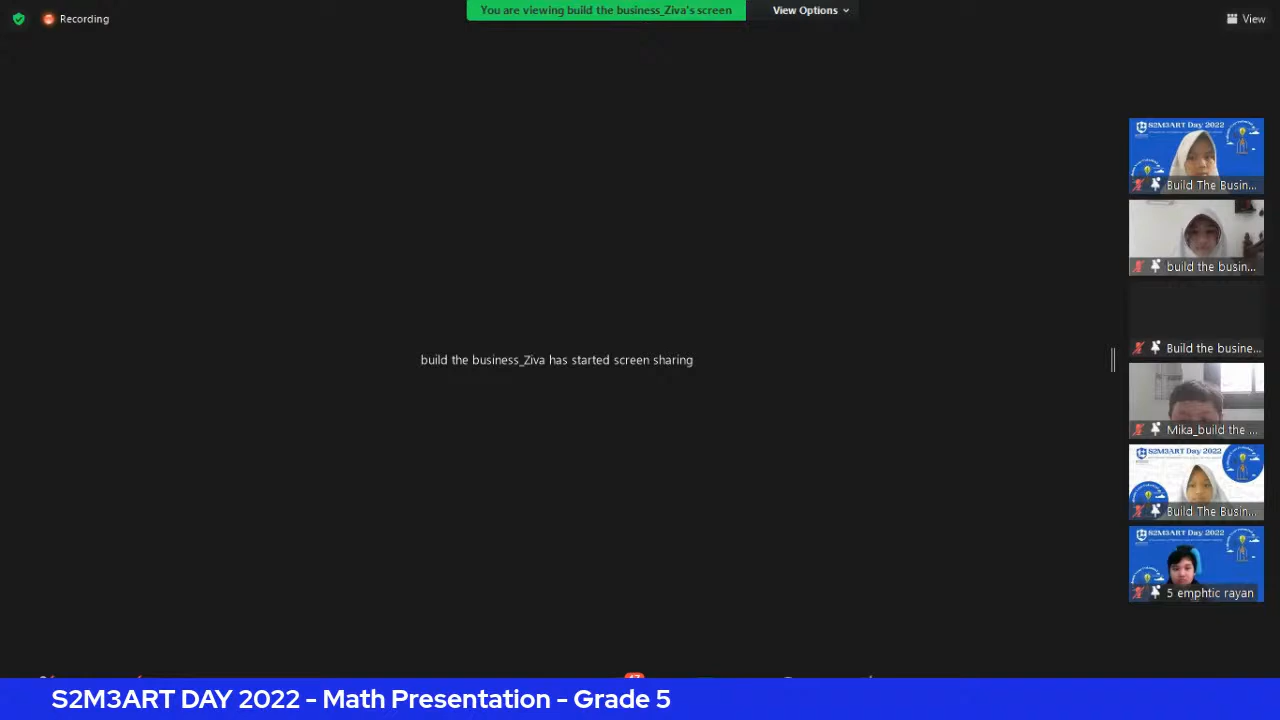 Recording
You are viewing build the business_Ziva's screen
View Options
View
S2M3ART Day 2022
Build The Busin...
build the busin...
Build the busine...
build the business_Ziva has started screen sharing
Mika_build the ...
S2M3ART Day 2022
Build The Busin...
S2M3ART Day 2022
5 emphtic rayan
S2M3ART DAY 2022 - Math Presentation - Grade 5